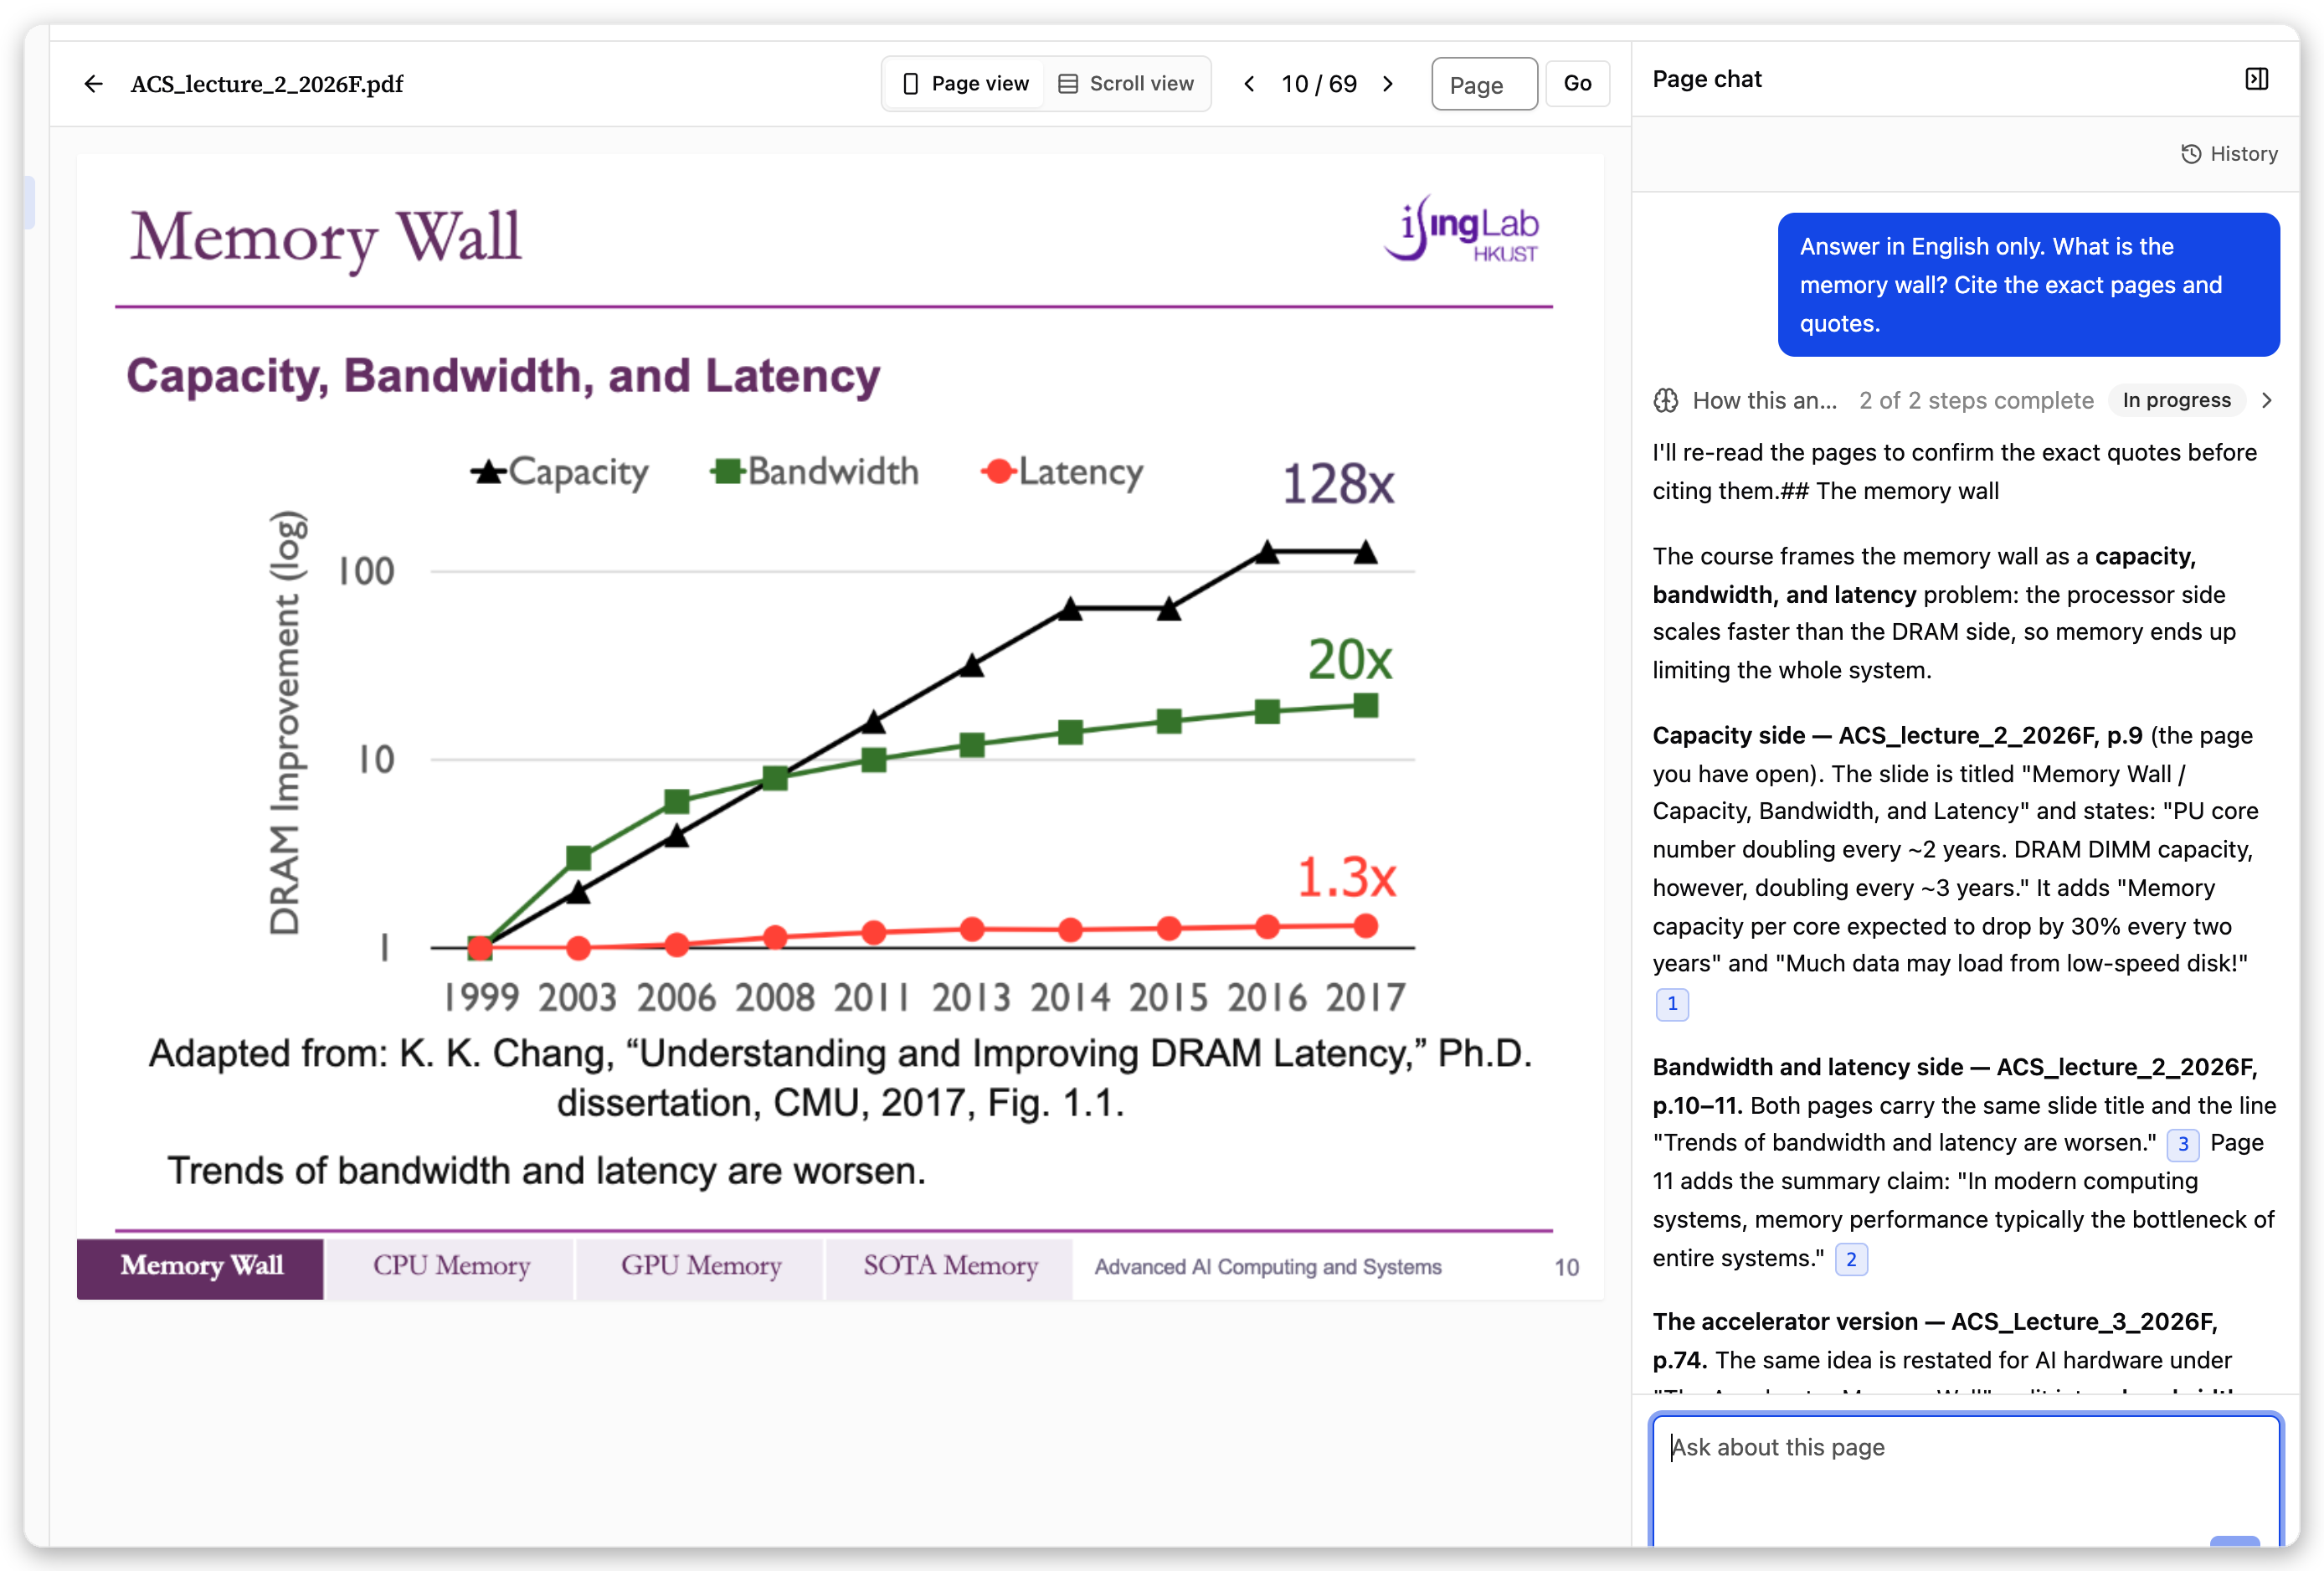 ACS_lecture_2_2026F.pdf
Page view
Scroll view
10 / 69
Page
Go
Memory Wall
isingLab
HKUST
Capacity, Bandwidth, and Latency
Capacity
Bandwidth
Latency
128x
20x
1.3x
DRAM Improvement (log)
100
10
1
1999 2003 2006 2008 2011 2013 2014 2015 2016 2017
Adapted from: K. K. Chang, “Understanding and Improving DRAM Latency,” Ph.D.
dissertation, CMU, 2017, Fig. 1.1.
Trends of bandwidth and latency are worsen.
Memory Wall
CPU Memory
GPU Memory
SOTA Memory
Advanced AI Computing and Systems
10
Page chat
History
Answer in English only. What is the
memory wall? Cite the exact pages and
quotes.
How this an... 2 of 2 steps complete In progress
I'll re-read the pages to confirm the exact quotes before
citing them.## The memory wall
The course frames the memory wall as a capacity,
bandwidth, and latency problem: the processor side
scales faster than the DRAM side, so memory ends up
limiting the whole system.
Capacity side — ACS_lecture_2_2026F, p.9 (the page
you have open). The slide is titled "Memory Wall /
Capacity, Bandwidth, and Latency" and states: "PU core
number doubling every ~2 years. DRAM DIMM capacity,
however, doubling every ~3 years." It adds "Memory
capacity per core expected to drop by 30% every two
years" and "Much data may load from low-speed disk!"
1
Bandwidth and latency side — ACS_lecture_2_2026F,
p.10–11. Both pages carry the same slide title and the line
"Trends of bandwidth and latency are worsen." 3 Page
11 adds the summary claim: "In modern computing
systems, memory performance typically the bottleneck of
entire systems." 2
The accelerator version — ACS_Lecture_3_2026F,
p.74. The same idea is restated for AI hardware under
Ask about this page